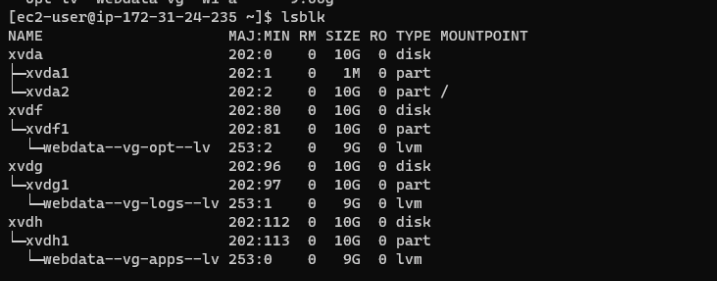 [ec2-user@ip-172-31-24-235 ~]$ lsblk
NAME                      MAJ:MIN RM SIZE RO TYPE MOUNTPOINT
xvda                      202:0    0  10G  0 disk
├─xvda1                   202:1    0   1M  0 part
└─xvda2                   202:2    0  10G  0 part /
xvdf                      202:80   0  10G  0 disk
└─xvdf1                   202:81   0  10G  0 part
  └─webdata--vg-opt--lv   253:2    0   9G  0 lvm
xvdg                      202:96   0  10G  0 disk
└─xvdg1                   202:97   0  10G  0 part
  └─webdata--vg-logs--lv  253:1    0   9G  0 lvm
xvdh                      202:112  0  10G  0 disk
└─xvdh1                   202:113  0  10G  0 part
  └─webdata--vg-apps--lv  253:0    0   9G  0 lvm